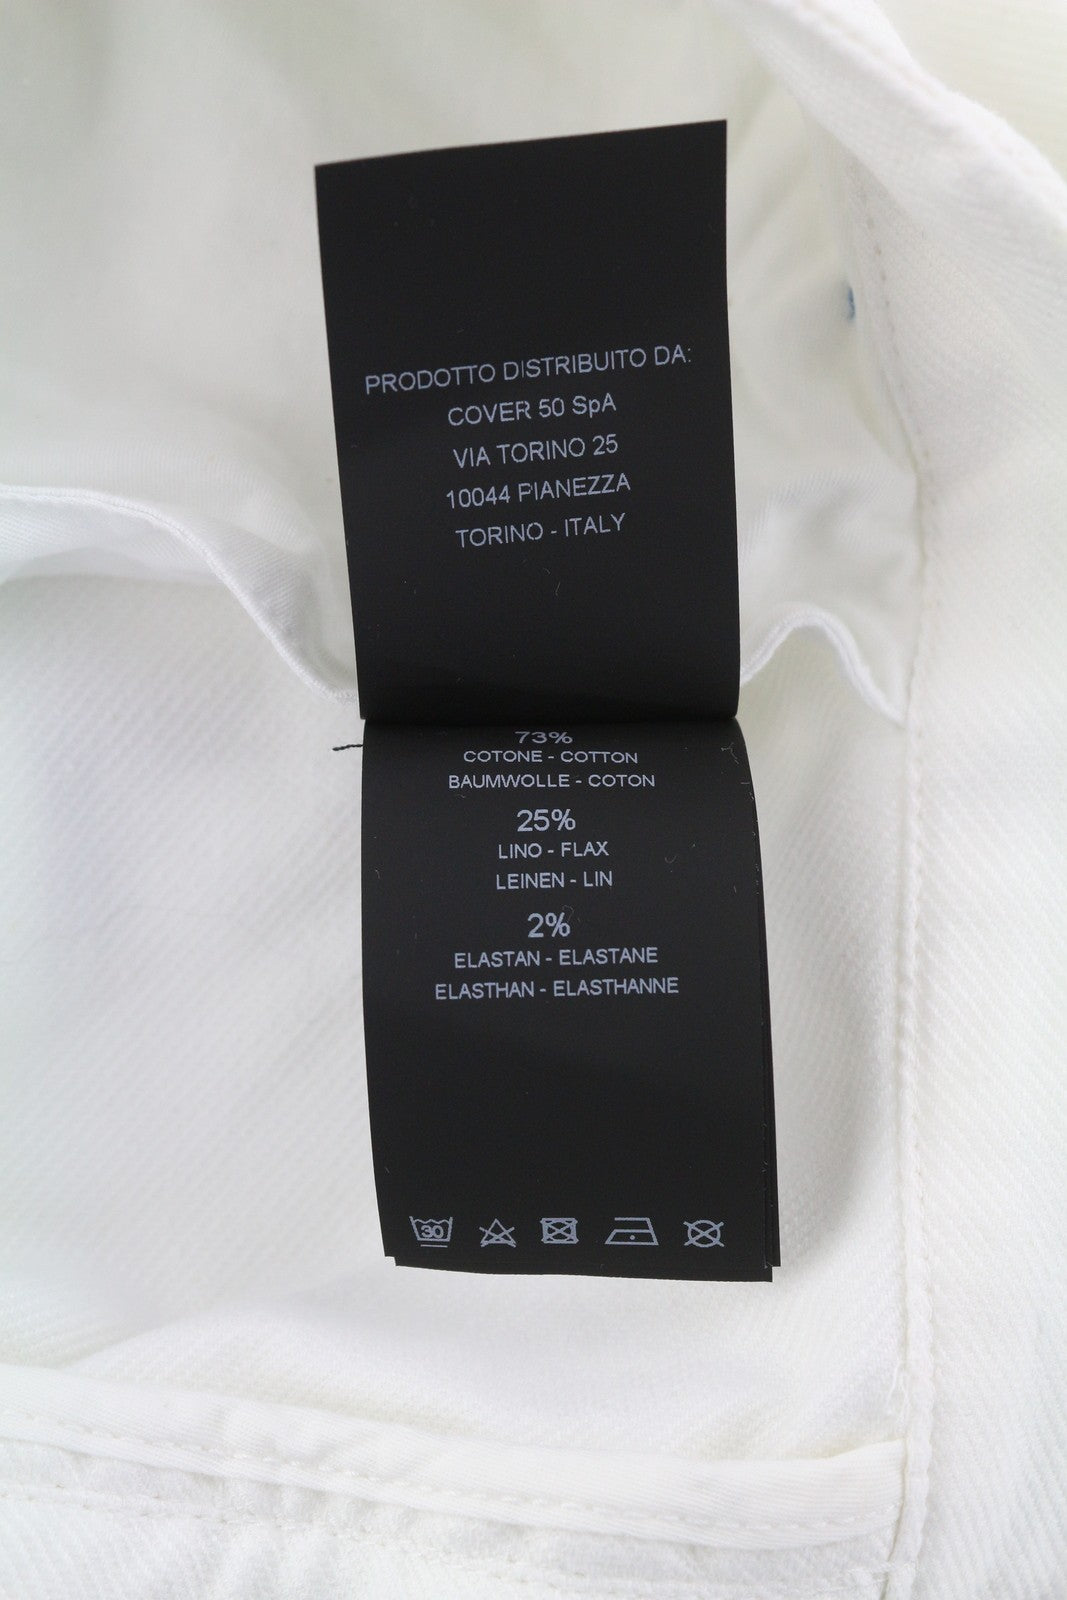 PRODOTTO DISTRIBUITO DA:
COVER 50 SpA
VIA TORINO 25
10044 PIANEZZA
TORINO - ITALY
73%
COTONE - COTTON
BAUMWOLLE - COTON
25%
LINO - FLAX
LEINEN - LIN
2%
ELASTAN - ELASTANE
ELASTHAN - ELASTHANNE
30